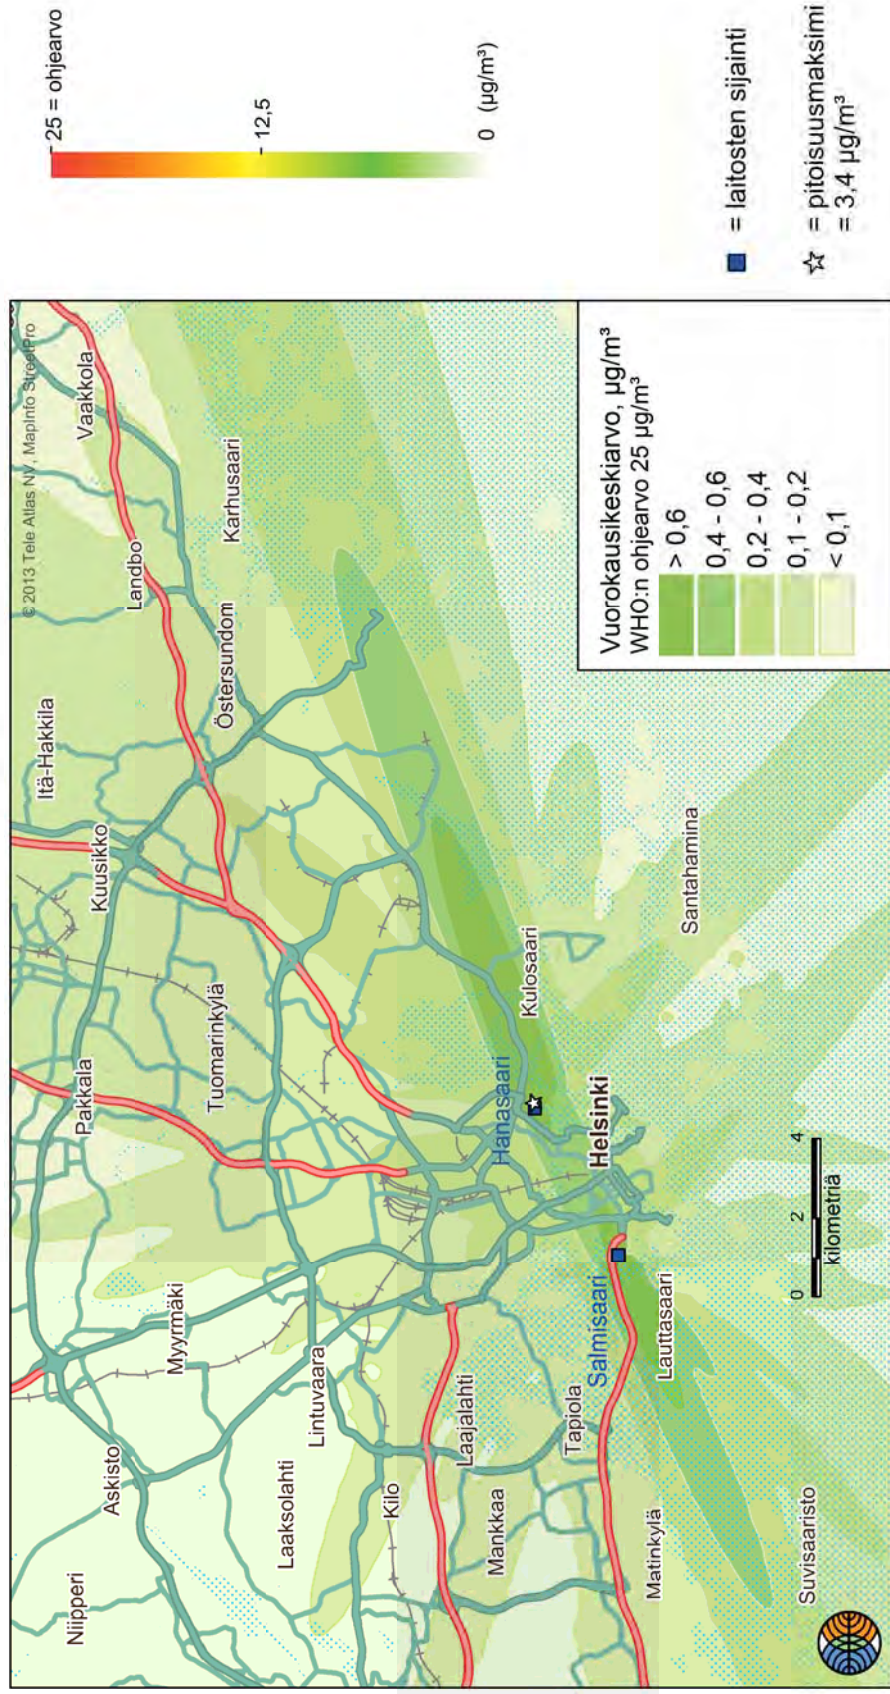 © 2013 Tele Atlas NV, MapInfo StreetPro
Niipperi
Askisto
Myyrmäki
Laaksolahti
Lintuvaara
Kilo
Laajalahti
Mankkaa
Tapiola
Matinkylä
Suvisaaristo
Salmisaari
Lauttasaari
Pakkala
Tuomarinkylä
Kuusikko
Itä-Hakkila
Östersundom
Landbo
Vaakkola
Karhusaari
Hanasaari
Helsinki
Kulosaari
Santahamina
0 2 4
kilometriä
Vuorokausikeskiarvo, µg/m³
WHO:n ohjearvo 25 µg/m³
> 0,6
0,4 - 0,6
0,2 - 0,4
0,1 - 0,2
< 0,1
25 = ohjearvo
12,5
0 (µg/m³)
= laitosten sijainti
= pitoisuusmaksimi
= 3,4 µg/m³